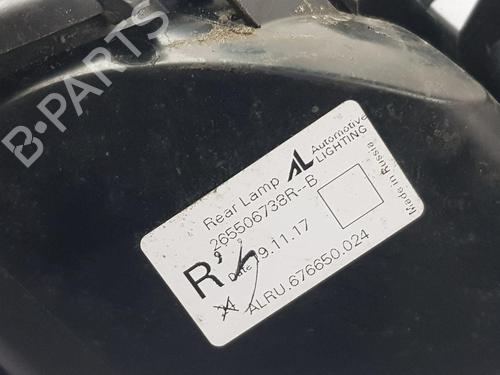 B-PARTS
Rear Lamp
AL Automotive
LIGHTING
265506738R--B
R
Date 19.11.17
ALRU.676650.024
Made in Russia